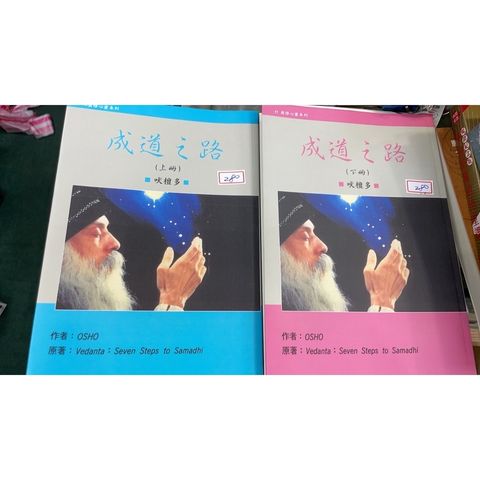 成道之路
(上冊)
吠檀多
280
作者：OSHO
原著：Vedanta：Seven Steps to Samadhi
成道之路
(下冊)
吠檀多
280
作者：OSHO
原著：Vedanta：Seven Steps to Samadhi